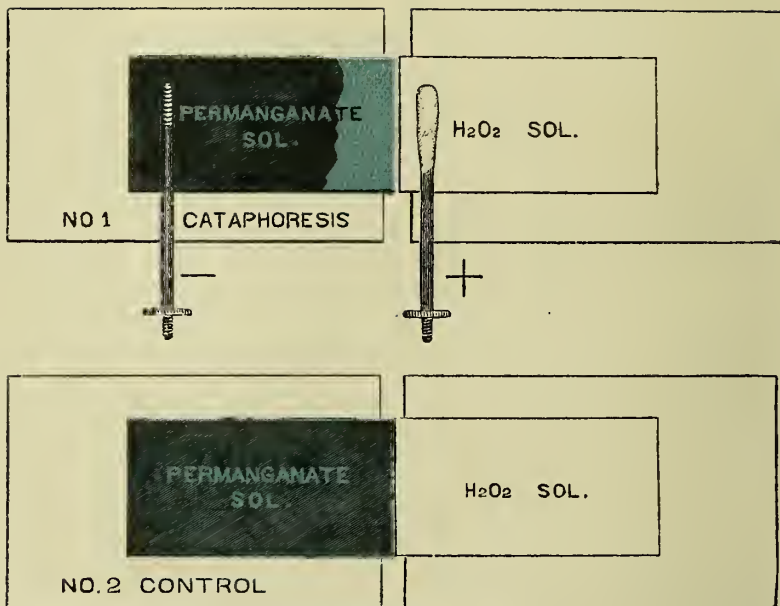 PERMANGANATE
SOL.
H2O2 SOL.
NO 1 CATAPHORESIS
− +
PERMANGANATE
SOL.
H2O2 SOL.
NO. 2 CONTROL